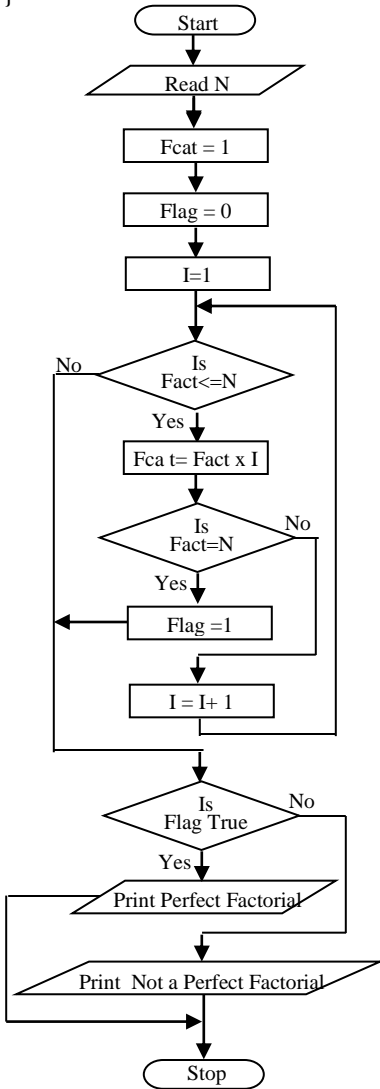 }
Start
Read N
Fcat = 1
Flag = 0
I=1
Is
Fact<=N
No
Yes
Fca t= Fact x I
Is
Fact=N
No
Yes
Flag =1
I = I+ 1
Is
Flag True
No
Yes
Print Perfect Factorial
Print Not a Perfect Factorial
Stop